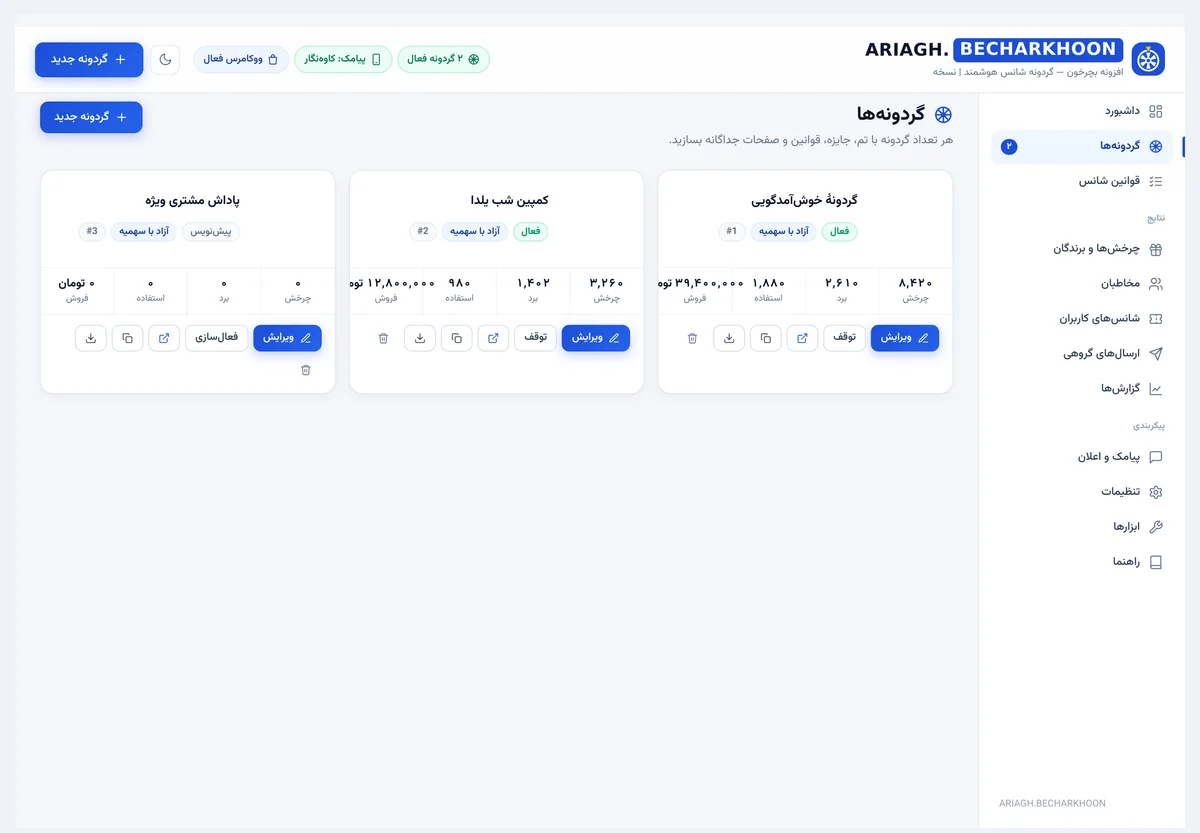 ARIAGH. BECHARKHOON
افزونه بچرخون — گردونه شانس هوشمند | نسخه
۲ گردونه فعال
پیامک: کاوه‌نگار
ووکامرس فعال
گردونه جدید
داشبورد
گردونه‌ها ۲
قوانین شانس
نتایج
چرخش‌ها و برندگان
مخاطبان
شانس‌های کاربران
ارسال‌های گروهی
گزارش‌ها
پیکربندی
پیامک و اعلان
تنظیمات
ابزارها
راهنما
ARIAGH.BECHARKHOON
گردونه‌ها
هر تعداد گردونه با تم، جایزه، قوانین و صفحات جداگانه بسازید.
گردونه جدید
گردونهٔ خوش‌آمدگویی
فعال آزاد با سهمیه #1
۸,۴۲۰ ۲,۶۱۰ ۱,۸۸۰ ۳۹,۴۰۰,۰۰۰
چرخش برد استفاده فروش
ویرایش توقف
کمپین شب یلدا
فعال آزاد با سهمیه #2
۳,۲۶۰ ۱,۴۰۲ ۹۸۰ ۱۲,۸۰۰,۰۰۰
چرخش برد استفاده فروش
ویرایش توقف
پاداش مشتری ویژه
پیش‌نویس آزاد با سهمیه #3
۰ ۰ ۰ ۰ تومان
چرخش برد استفاده فروش
ویرایش فعال‌سازی